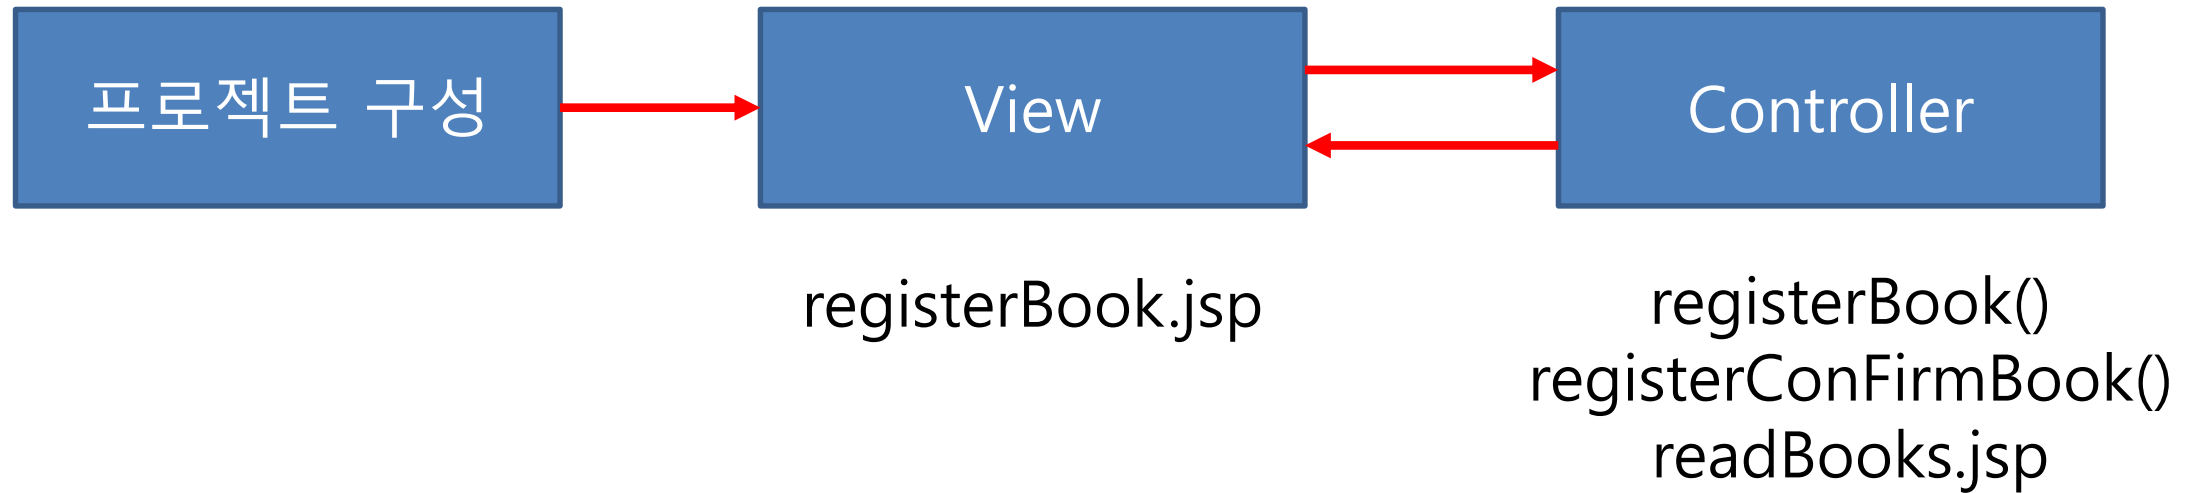 프로젝트 구성
View
Controller
registerBook.jsp
registerBook()
registerConFirmBook()
readBooks.jsp